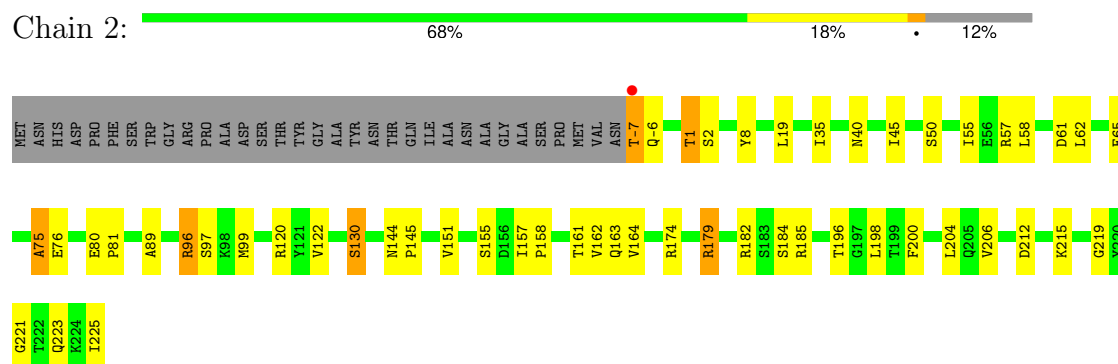 Chain 2:
68% 18% • 12%
MET ASN HIS ASP PRO PHE SER TRP GLY ARG PRO ALA ASP SER THR TYR GLY ALA TYR ASN THR GLN ILE ALA ASN ALA GLY ALA SER PRO MET VAL ASN T-7 Q-6 T1 S2 Y8 L19 I35 N40 I45 S50 I55 E56 R57 L58 D61 L62
A75 E76 E80 P81 A89 R96 S97 K98 M99 R120 Y121 V122 S130 N144 P145 V151 S155 D156 I157 P158 T161 V162 Q163 V164 R174 R179 R182 S183 S184 R185 T196 G197 L198 T199 F200 L204 Q205 V206 D212 K215 G219
G221 T222 Q223 K224 I225